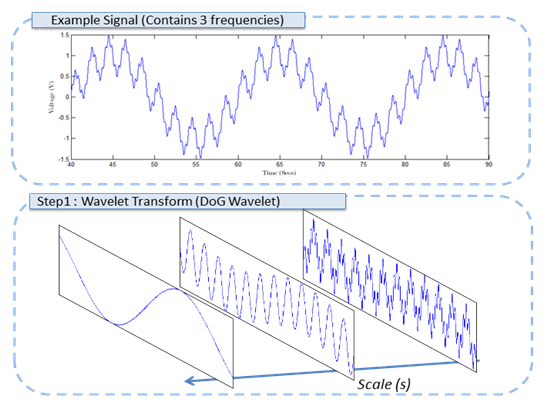 Example Signal (Contains 3 frequencies)
1.5
1
0.5
0
-0.5
-1
-1.5
Voltage (V)
40 45 50 55 60 65 70 75 80 85 90
Time (Secs)
Step1 : Wavelet Transform (DoG Wavelet)
Scale (s)